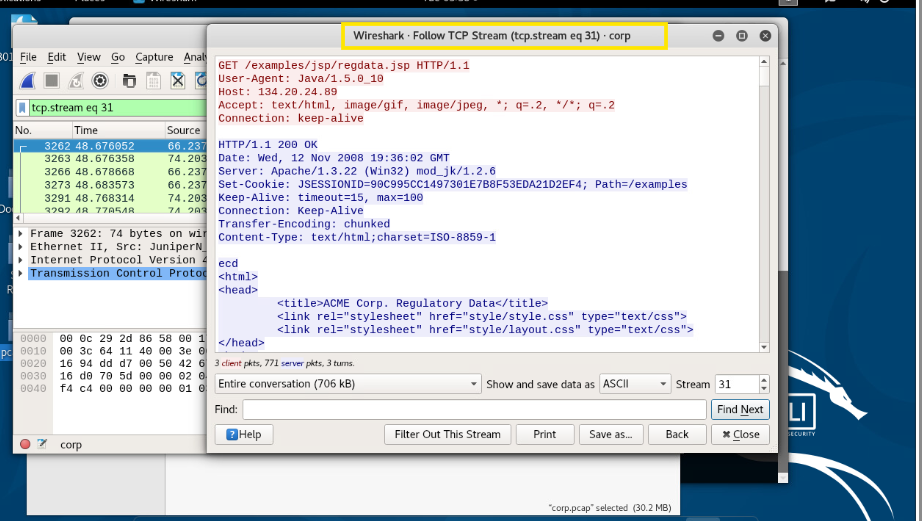 Wireshark
Wireshark · Follow TCP Stream (tcp.stream eq 31) · corp
File Edit View Go Capture
tcp.stream eq 31
No. Time Source
3262 48.676052 66.237
3263 48.676358 74.203
3266 48.678668 66.237
3273 48.683573 66.237
3291 48.768314 74.203
3292 48.770548 74.203
Frame 3262: 74 bytes on wir
Ethernet II, Src: JuniperN_
Internet Protocol Version 4
Transmission Control Protoc
0000 00 0c 29 2d 86 58 00 1
0010 00 3c 64 11 40 00 3e 0
0020 16 94 dd d7 00 50 42 6
0030 16 d0 70 5d 00 00 02 0
0040 f4 c4 00 00 00 00 01 0
corp
GET /examples/jsp/regdata.jsp HTTP/1.1
User-Agent: Java/1.5.0_10
Host: 134.20.24.89
Accept: text/html, image/gif, image/jpeg, *; q=.2, */*; q=.2
Connection: keep-alive
HTTP/1.1 200 OK
Date: Wed, 12 Nov 2008 19:36:02 GMT
Server: Apache/1.3.22 (Win32) mod_jk/1.2.6
Set-Cookie: JSESSIONID=90C995CC1497301E7B8F53EDA21D2EF4; Path=/examples
Keep-Alive: timeout=15, max=100
Connection: Keep-Alive
Transfer-Encoding: chunked
Content-Type: text/html;charset=ISO-8859-1
ecd
<html>
<head>
<title>ACME Corp. Regulatory Data</title>
<link rel="stylesheet" href="style/style.css" type="text/css">
<link rel="stylesheet" href="style/layout.css" type="text/css">
</head>
3 client pkts, 771 server pkts, 3 turns.
Entire conversation (706 kB) Show and save data as ASCII Stream 31
Find: Find Next
Help Filter Out This Stream Print Save as... Back Close
LI
SECURITY
"corp.pcap" selected (30.2 MB)